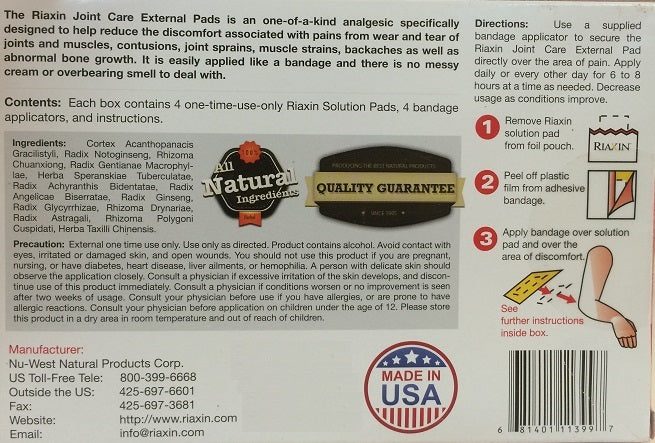 The Riaxin Joint Care External Pads is an one-of-a-kind analgesic specifically
designed to help reduce the discomfort associated with pains from wear and tear of
joints and muscles, contusions, joint sprains, muscle strains, backaches as well as
abnormal bone growth. It is easily applied like a bandage and there is no messy
cream or overbearing smell to deal with.
Contents: Each box contains 4 one-time-use-only Riaxin Solution Pads, 4 bandage
applicators, and instructions.
Ingredients: Cortex Acanthopanacis
Gracilistyli, Radix Notoginseng, Rhizoma
Chuanxiong, Radix Gentianae Macrophyl-
lae, Herba Speranskiae Tuberculatae,
Radix Achyranthis Bidentatae, Radix
Angelicae Biserratae, Radix Ginseng,
Radix Glycyrrhizae, Rhizoma Drynariae,
Radix Astragali, Rhizoma Polygoni
Cuspidati, Herba Taxilli Chinensis.
100%
All
Natural
Ingredients
PRODUCING THE BEST NATURAL PRODUCTS
QUALITY GUARANTEE
Precaution: External one time use only. Use only as directed. Product contains alcohol. Avoid contact with
eyes, irritated or damaged skin, and open wounds. You should not use this product if you are pregnant,
nursing, or have diabetes, heart disease, liver ailments, or hemophilia. A person with delicate skin should
observe the application closely. Consult a physician if excessive irritation of the skin develops, and discon-
tinue use of this product immediately. Consult a physician if conditions worsen or no improvement is seen
after two weeks of usage. Consult your physician before use if you have allergies, or are prone to have
allergic reactions. Consult your physician before application on children under the age of 12. Please store
this product in a dry area in room temperature and out of reach of children.
Manufacturer:
Nu-West Natural Products Corp.
US Toll-Free Tele: 800-399-6668
Outside the US: 425-697-6601
Fax: 425-697-3681
Website: http://www.riaxin.com
Email: info@riaxin.com
MADE IN
USA
Directions: Use a supplied
bandage applicator to secure the
Riaxin Joint Care External Pad
directly over the area of pain. Apply
daily or every other day for 6 to 8
hours at a time as needed. Decrease
usage as conditions improve.
1 Remove Riaxin
solution pad
from foil pouch.
RIAXIN
2 Peel off plastic
film from adhesive
bandage.
3 Apply bandage over solution
pad and over the
area of discomfort.
See
further instructions
inside box.
6 81401 11399 7